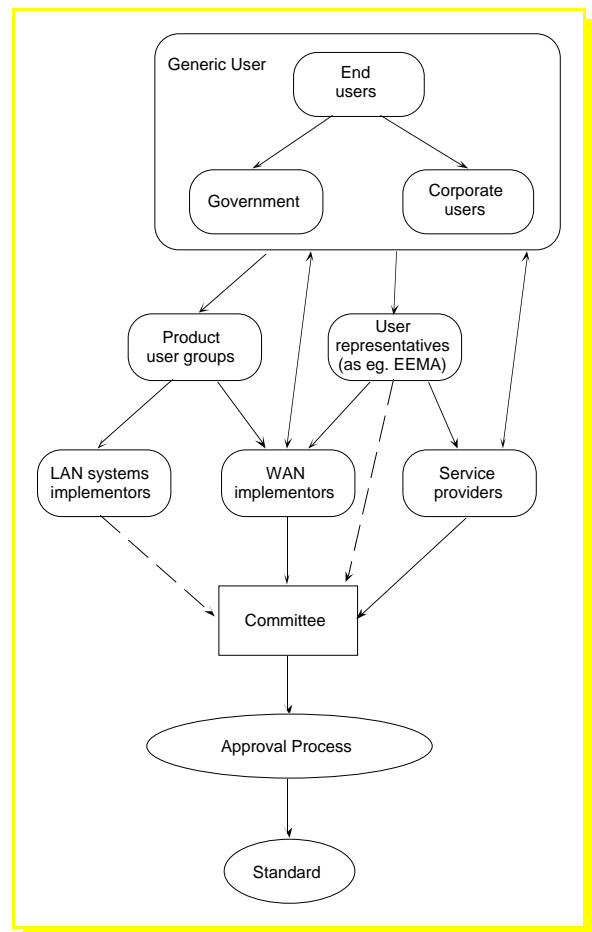 Generic User
End
users
Government
Corporate
users
Product
user groups
User
representatives
(as eg. EEMA)
LAN systems
implementors
WAN
implementors
Service
providers
Committee
Approval Process
Standard